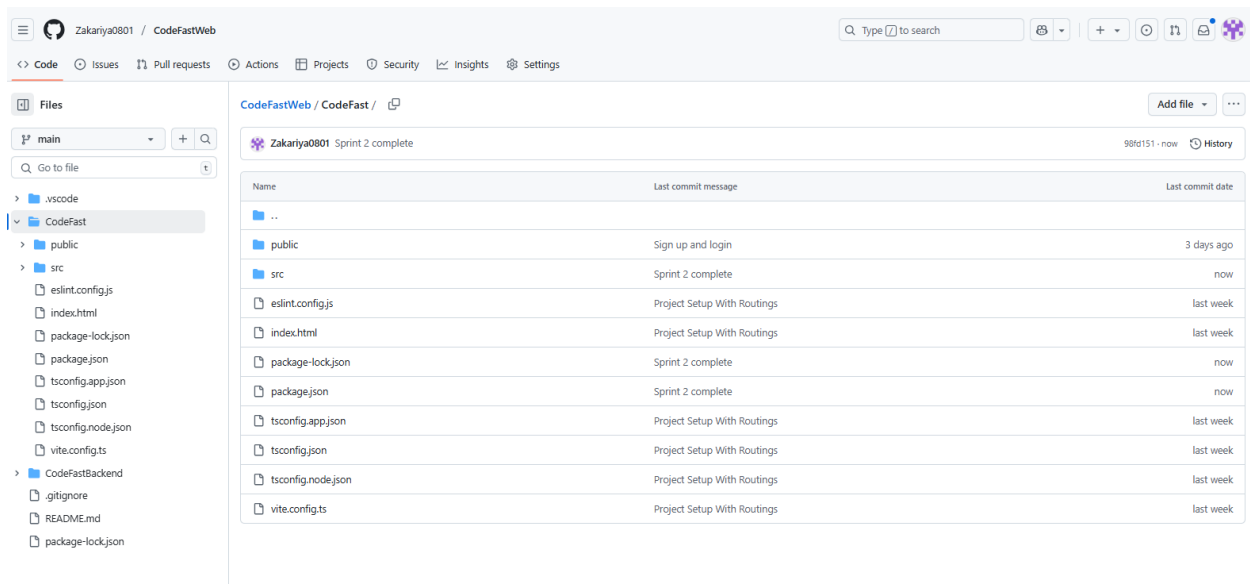 Zakariya0801 / CodeFastWeb
Type / to search
Code Issues Pull requests Actions Projects Security Insights Settings
Files
main
Go to file t
.vscode
CodeFast
public
src
eslint.config.js
index.html
package-lock.json
package.json
tsconfig.app.json
tsconfig.json
tsconfig.node.json
vite.config.ts
CodeFastBackend
.gitignore
README.md
package-lock.json
CodeFastWeb / CodeFast /
Add file
Zakariya0801 Sprint 2 complete 98fd151 · now History
Name Last commit message Last commit date
..
public Sign up and login 3 days ago
src Sprint 2 complete now
eslint.config.js Project Setup With Routings last week
index.html Project Setup With Routings last week
package-lock.json Sprint 2 complete now
package.json Sprint 2 complete now
tsconfig.app.json Project Setup With Routings last week
tsconfig.json Project Setup With Routings last week
tsconfig.node.json Project Setup With Routings last week
vite.config.ts Project Setup With Routings last week